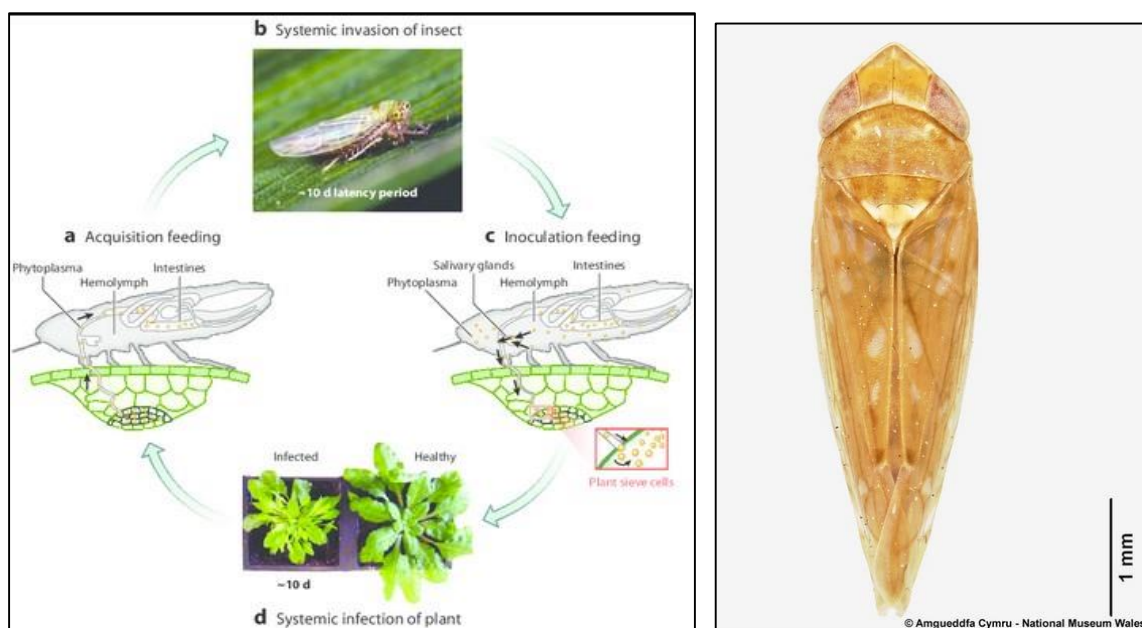 b Systemic invasion of insect
~10 d latency period
a Acquisition feeding
Phytoplasma
Hemolymph
Intestines
c Inoculation feeding
Salivary glands
Phytoplasma
Hemolymph
Intestines
Plant sieve cells
Infected
Healthy
~10 d
d Systemic infection of plant
1 mm
© Amgueddfa Cymru - National Museum Wales